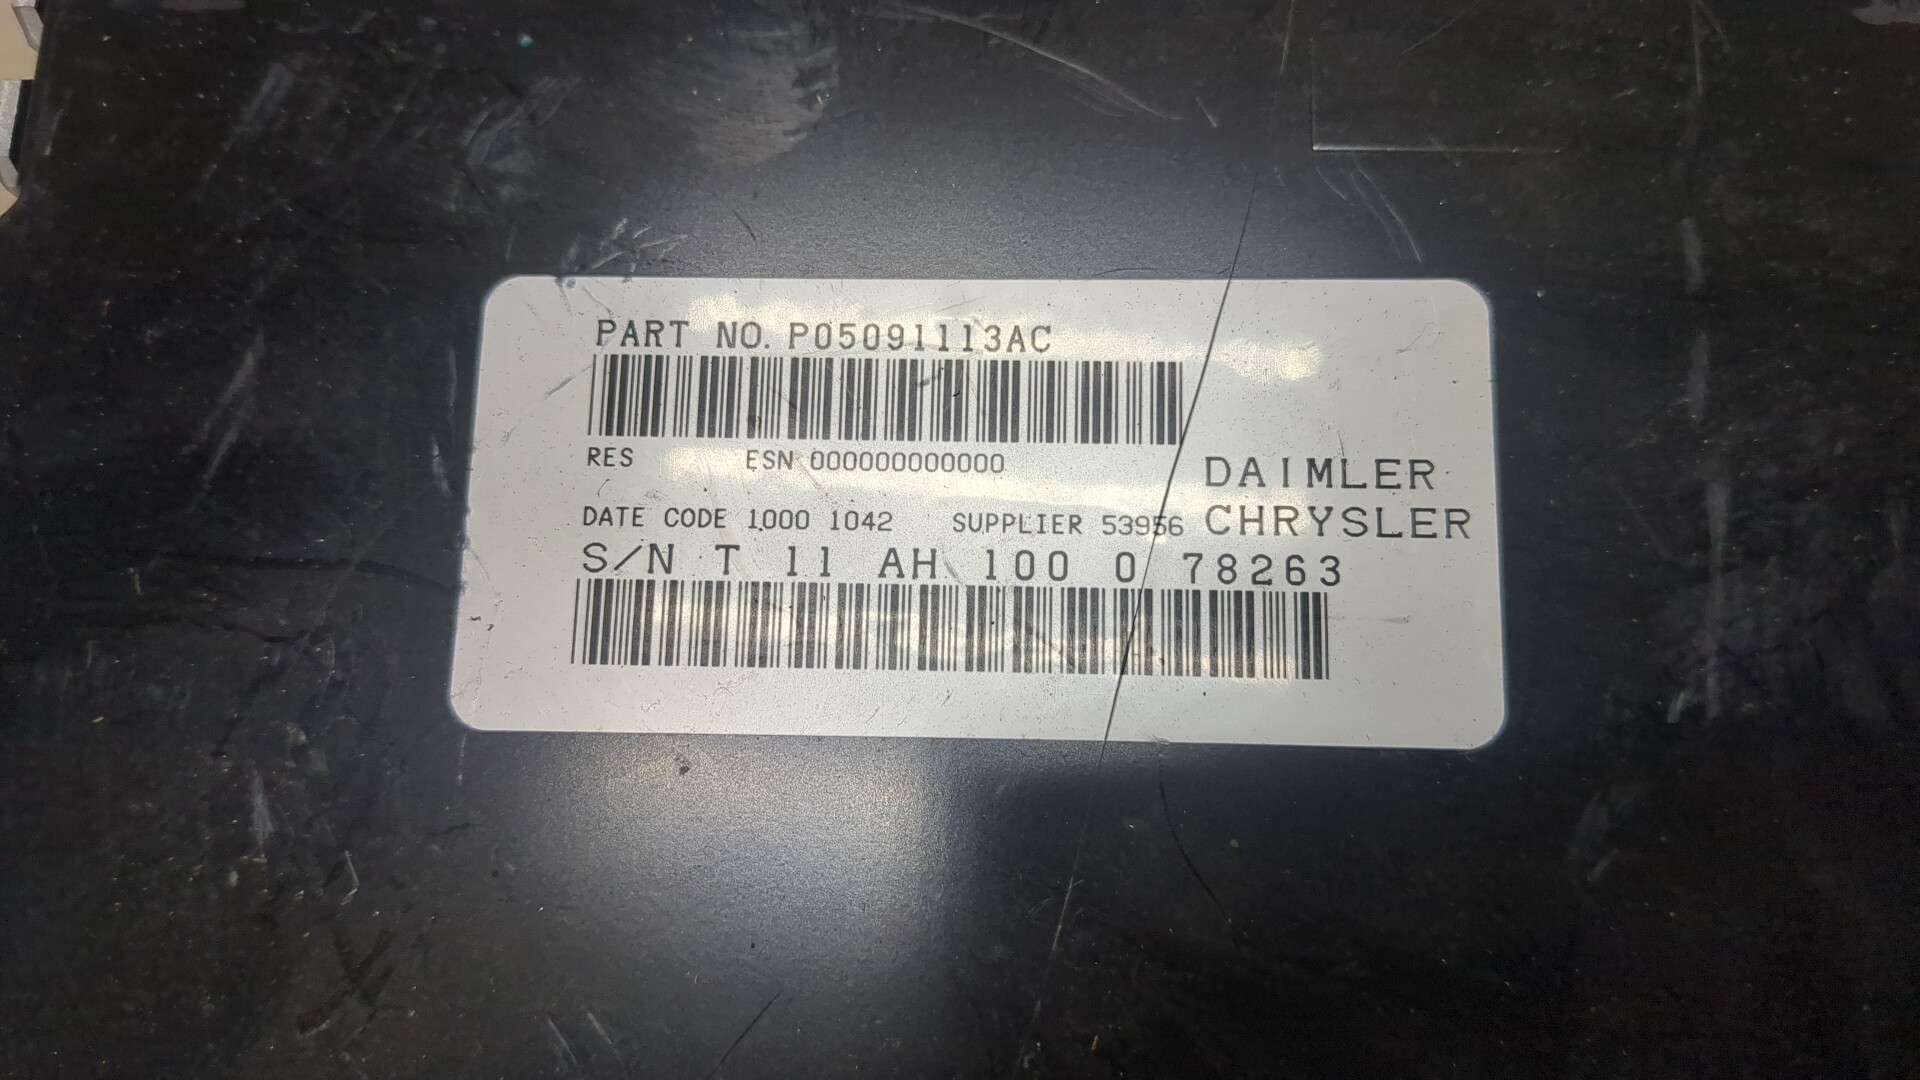 PART NO. P05091113AC
RES ESN 000000000000
DATE CODE 1000 1042 SUPPLIER 53956
DAIMLER
CHRYSLER
S/N T 11 AH 100 0 78263